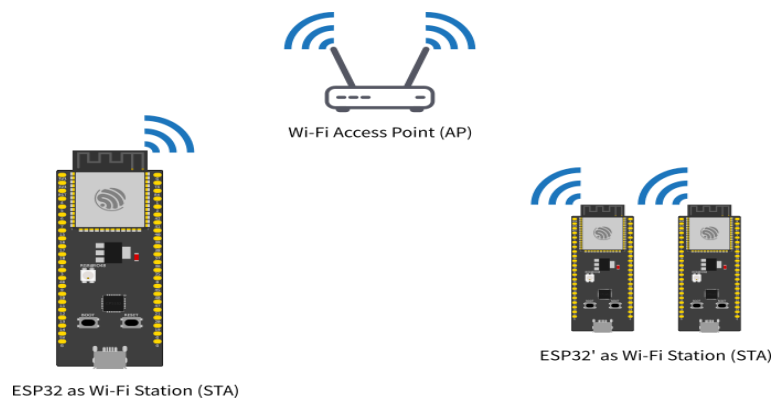 Wi-Fi Access Point (AP)
ESP32 as Wi-Fi Station (STA)
ESP32' as Wi-Fi Station (STA)